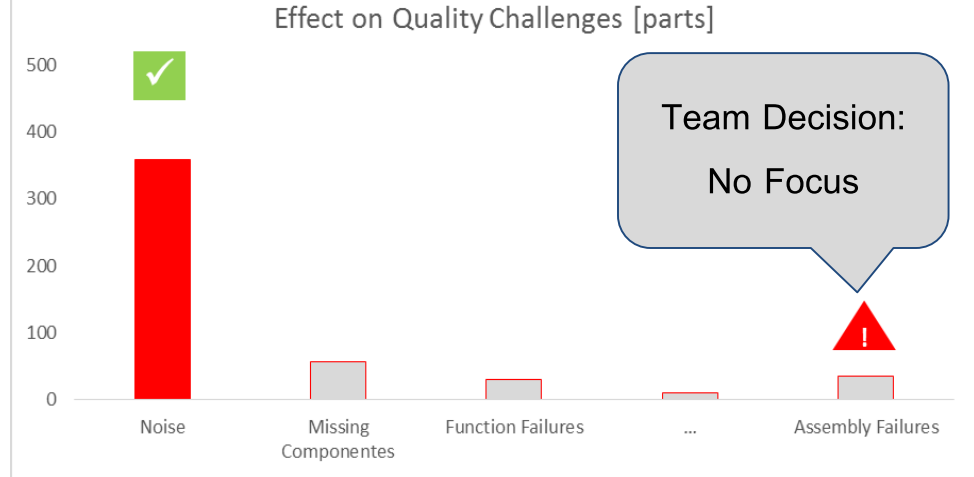 Effect on Quality Challenges [parts]
500
400
300
200
100
0
Team Decision:
No Focus
!
Noise
Missing
Componentes
Function Failures
...
Assembly Failures